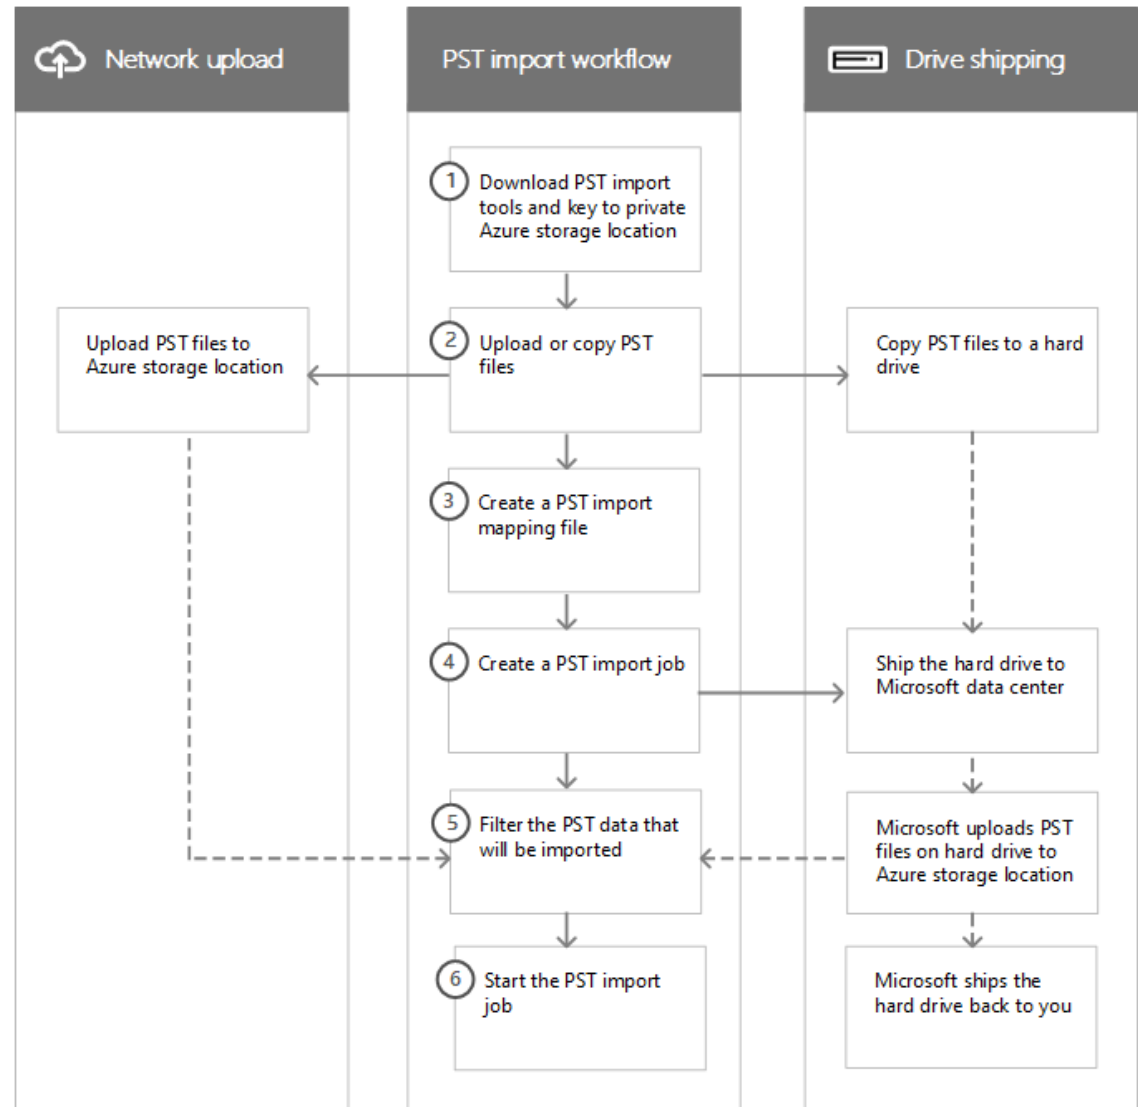 Network upload
PST import workflow
Drive shipping
1
Download PST import
tools and key to private
Azure storage location
Upload PST files to
Azure storage location
2
Upload or copy PST
files
Copy PST files to a hard
drive
3
Create a PST import
mapping file
4
Create a PST import job
Ship the hard drive to
Microsoft data center
5
Filter the PST data that
will be imported
Microsoft uploads PST
files on hard drive to
Azure storage location
6
Start the PST import
job
Microsoft ships the
hard drive back to you